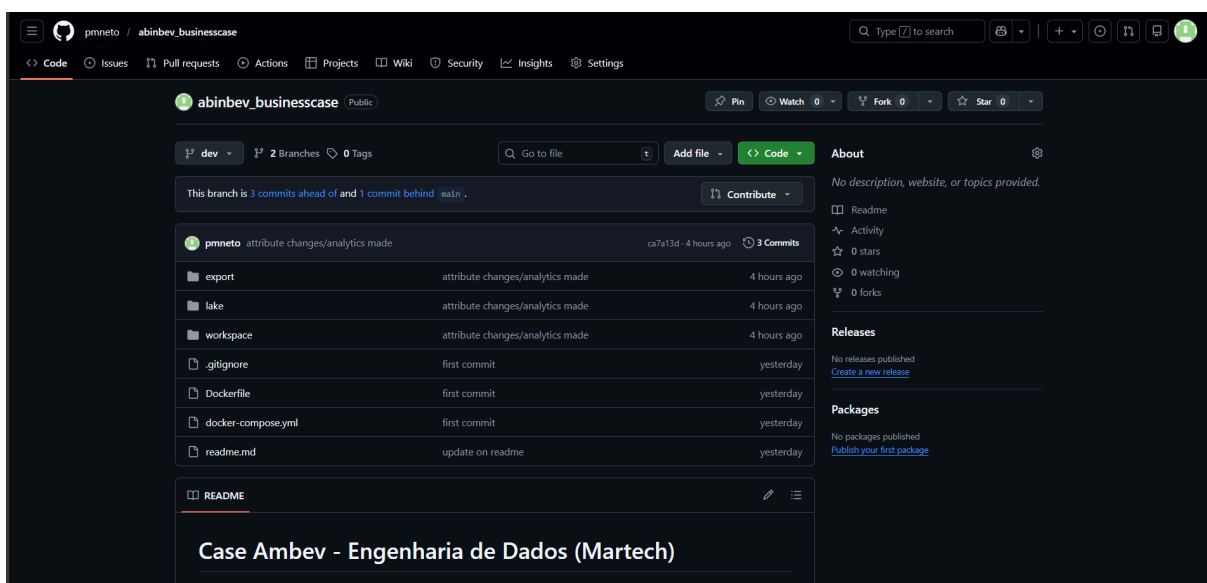 pmneto / abinbev_businesscase
Type / to search
Code Issues Pull requests Actions Projects Wiki Security Insights Settings
abinbev_businesscase Public
Pin Watch 0 Fork 0 Star 0
dev 2 Branches 0 Tags
Go to file t Add file Code
This branch is 3 commits ahead of and 1 commit behind main .
Contribute
pmneto attribute changes/analytics made ca7a13d · 4 hours ago 3 Commits
export attribute changes/analytics made 4 hours ago
lake attribute changes/analytics made 4 hours ago
workspace attribute changes/analytics made 4 hours ago
.gitignore first commit yesterday
Dockerfile first commit yesterday
docker-compose.yml first commit yesterday
readme.md update on readme yesterday
README
Case Ambev - Engenharia de Dados (Martech)
About
No description, website, or topics provided.
Readme
Activity
0 stars
0 watching
0 forks
Releases
No releases published
Create a new release
Packages
No packages published
Publish your first package